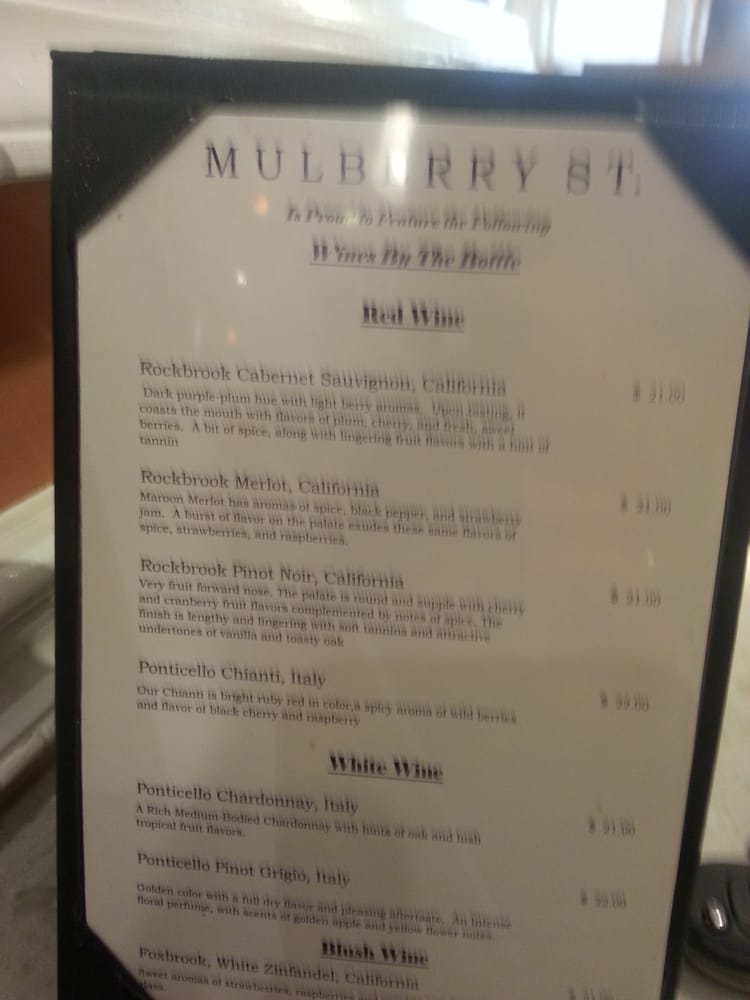 MULBERRY ST.
Is Proud to Feature the Following
Wines By The Bottle
Red Wine
Rockbrook Cabernet Sauvignon, California
Dark purple-plum hue with light berry aromas. Upon tasting, it
coasts the mouth with flavors of plum, cherry, and fresh, sweet
berries. A bit of spice, along with lingering fruit flavors with a hint of
tannin
Rockbrook Merlot, California
Maroon Merlot has aromas of spice, black pepper, and strawberry
jam. A burst of flavor on the palate exudes these same flavors of
spice, strawberries, and raspberries.
Rockbrook Pinot Noir, California
Very fruit forward nose. The palate is round and supple with cherry
and cranberry fruit flavors complemented by notes of spice. The
finish is lengthy and lingering with soft tannins and attractive
undertones of vanilla and toasty oak
Ponticello Chianti, Italy
Our Chianti is bright ruby red in color,a spicy aroma of wild berries
and flavor of black cherry and raspberry
White Wine
Ponticello Chardonnay, Italy
A Rich Medium-Bodied Chardonnay with hints of oak and lush
tropical fruit flavors.
Ponticello Pinot Grigio, Italy
Golden color with a full dry flavor and pleasing aftertaste. An intense
floral perfume, with scents of golden apple and yellow flower notes.
Blush Wine
Foxbrook, White Zinfandel, California
Sweet aromas of strawberries, raspberries and
glass.